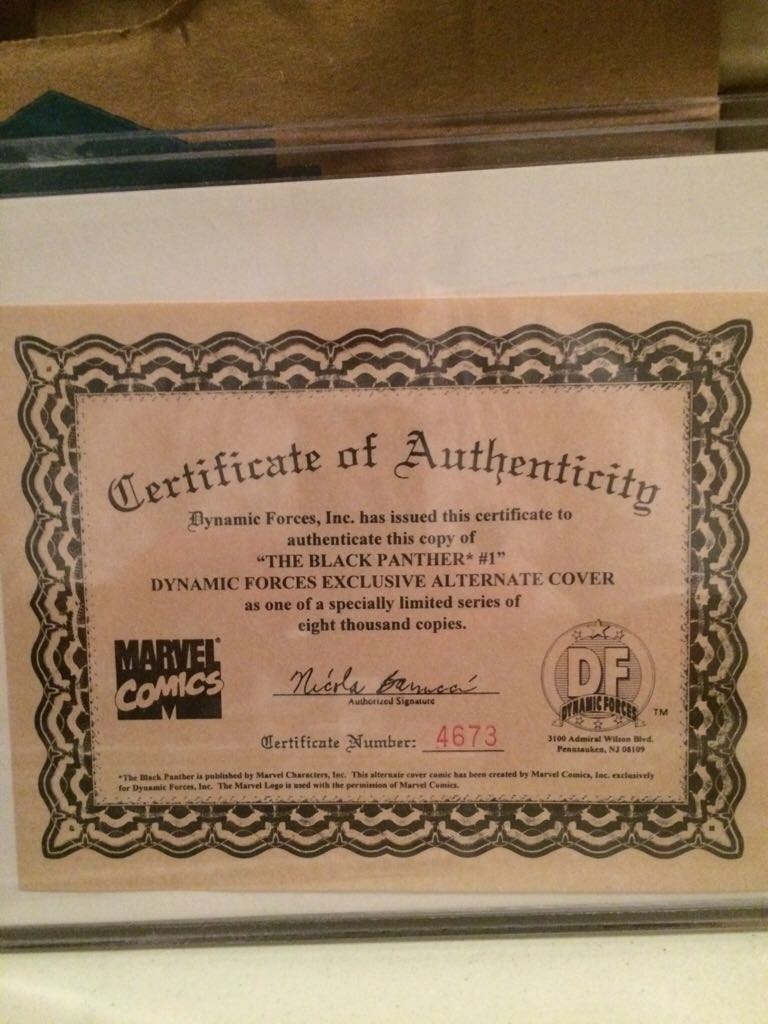 Certificate of Authenticity
Dynamic Forces, Inc. has issued this certificate to
authenticate this copy of
“THE BLACK PANTHER* #1”
DYNAMIC FORCES EXCLUSIVE ALTERNATE COVER
as one of a specially limited series of
eight thousand copies.
MARVEL
COMICS
Nicola Barrucci
Authorized Signature
Certificate Number: 4673
DF
DYNAMIC FORCES
TM
3100 Admiral Wilson Blvd.
Pennsauken, NJ 08109
*The Black Panther is published by Marvel Characters, Inc. This alternate cover comic has been created by Marvel Comics, Inc. exclusively
for Dynamic Forces, Inc. The Marvel Logo is used with the permission of Marvel Comics.